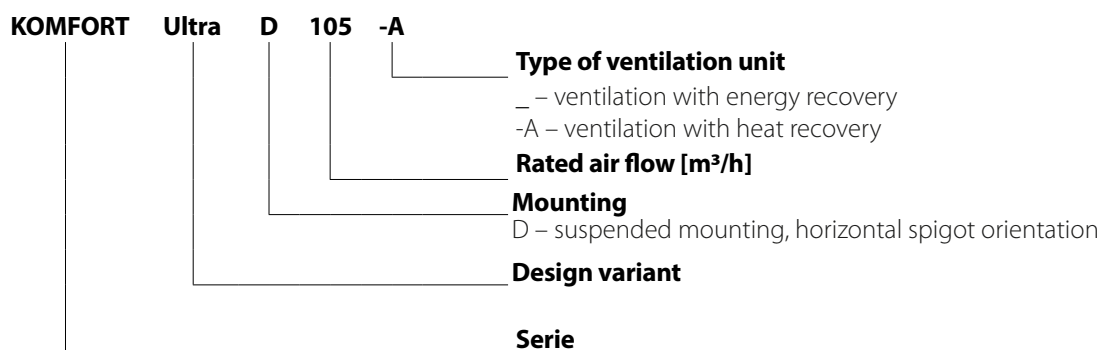 KOMFORT Ultra D 105 -A
Type of ventilation unit
_ – ventilation with energy recovery
-A – ventilation with heat recovery
Rated air flow [m³/h]
Mounting
D – suspended mounting, horizontal spigot orientation
Design variant
Serie